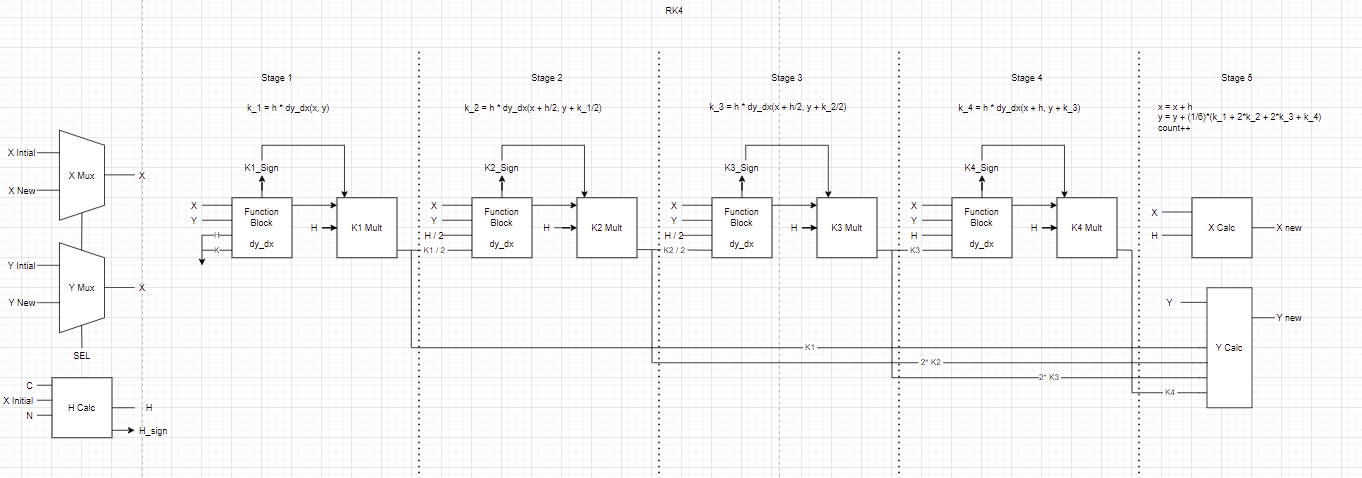 RK4
Stage 1
Stage 2
Stage 3
Stage 4
Stage 5
k_1 = h * dy_dx(x, y)
k_2 = h * dy_dx(x + h/2, y + k_1/2)
k_3 = h * dy_dx(x + h/2, y + k_2/2)
k_4 = h * dy_dx(x + h, y + k_3)
x = x + h
y = y + (1/6)*(k_1 + 2*k_2 + 2*k_3 + k_4)
count++
X Intial
X New
X Mux
X
Y Intial
Y New
Y Mux
X
SEL
C
X Initial
N
H Calc
H
H_sign
K1_Sign
X
Y
H
K
Function
Block
dy_dx
H
K1 Mult
K2_Sign
X
Y
H / 2
K1 / 2
Function
Block
dy_dx
H
K2 Mult
K3_Sign
X
Y
H / 2
K2 / 2
Function
Block
dy_dx
H
K3 Mult
K4_Sign
X
Y
H
K3
Function
Block
dy_dx
H
K4 Mult
X
H
X Calc
X new
Y
Y Calc
Y new
K1
2* K2
2* K3
K4